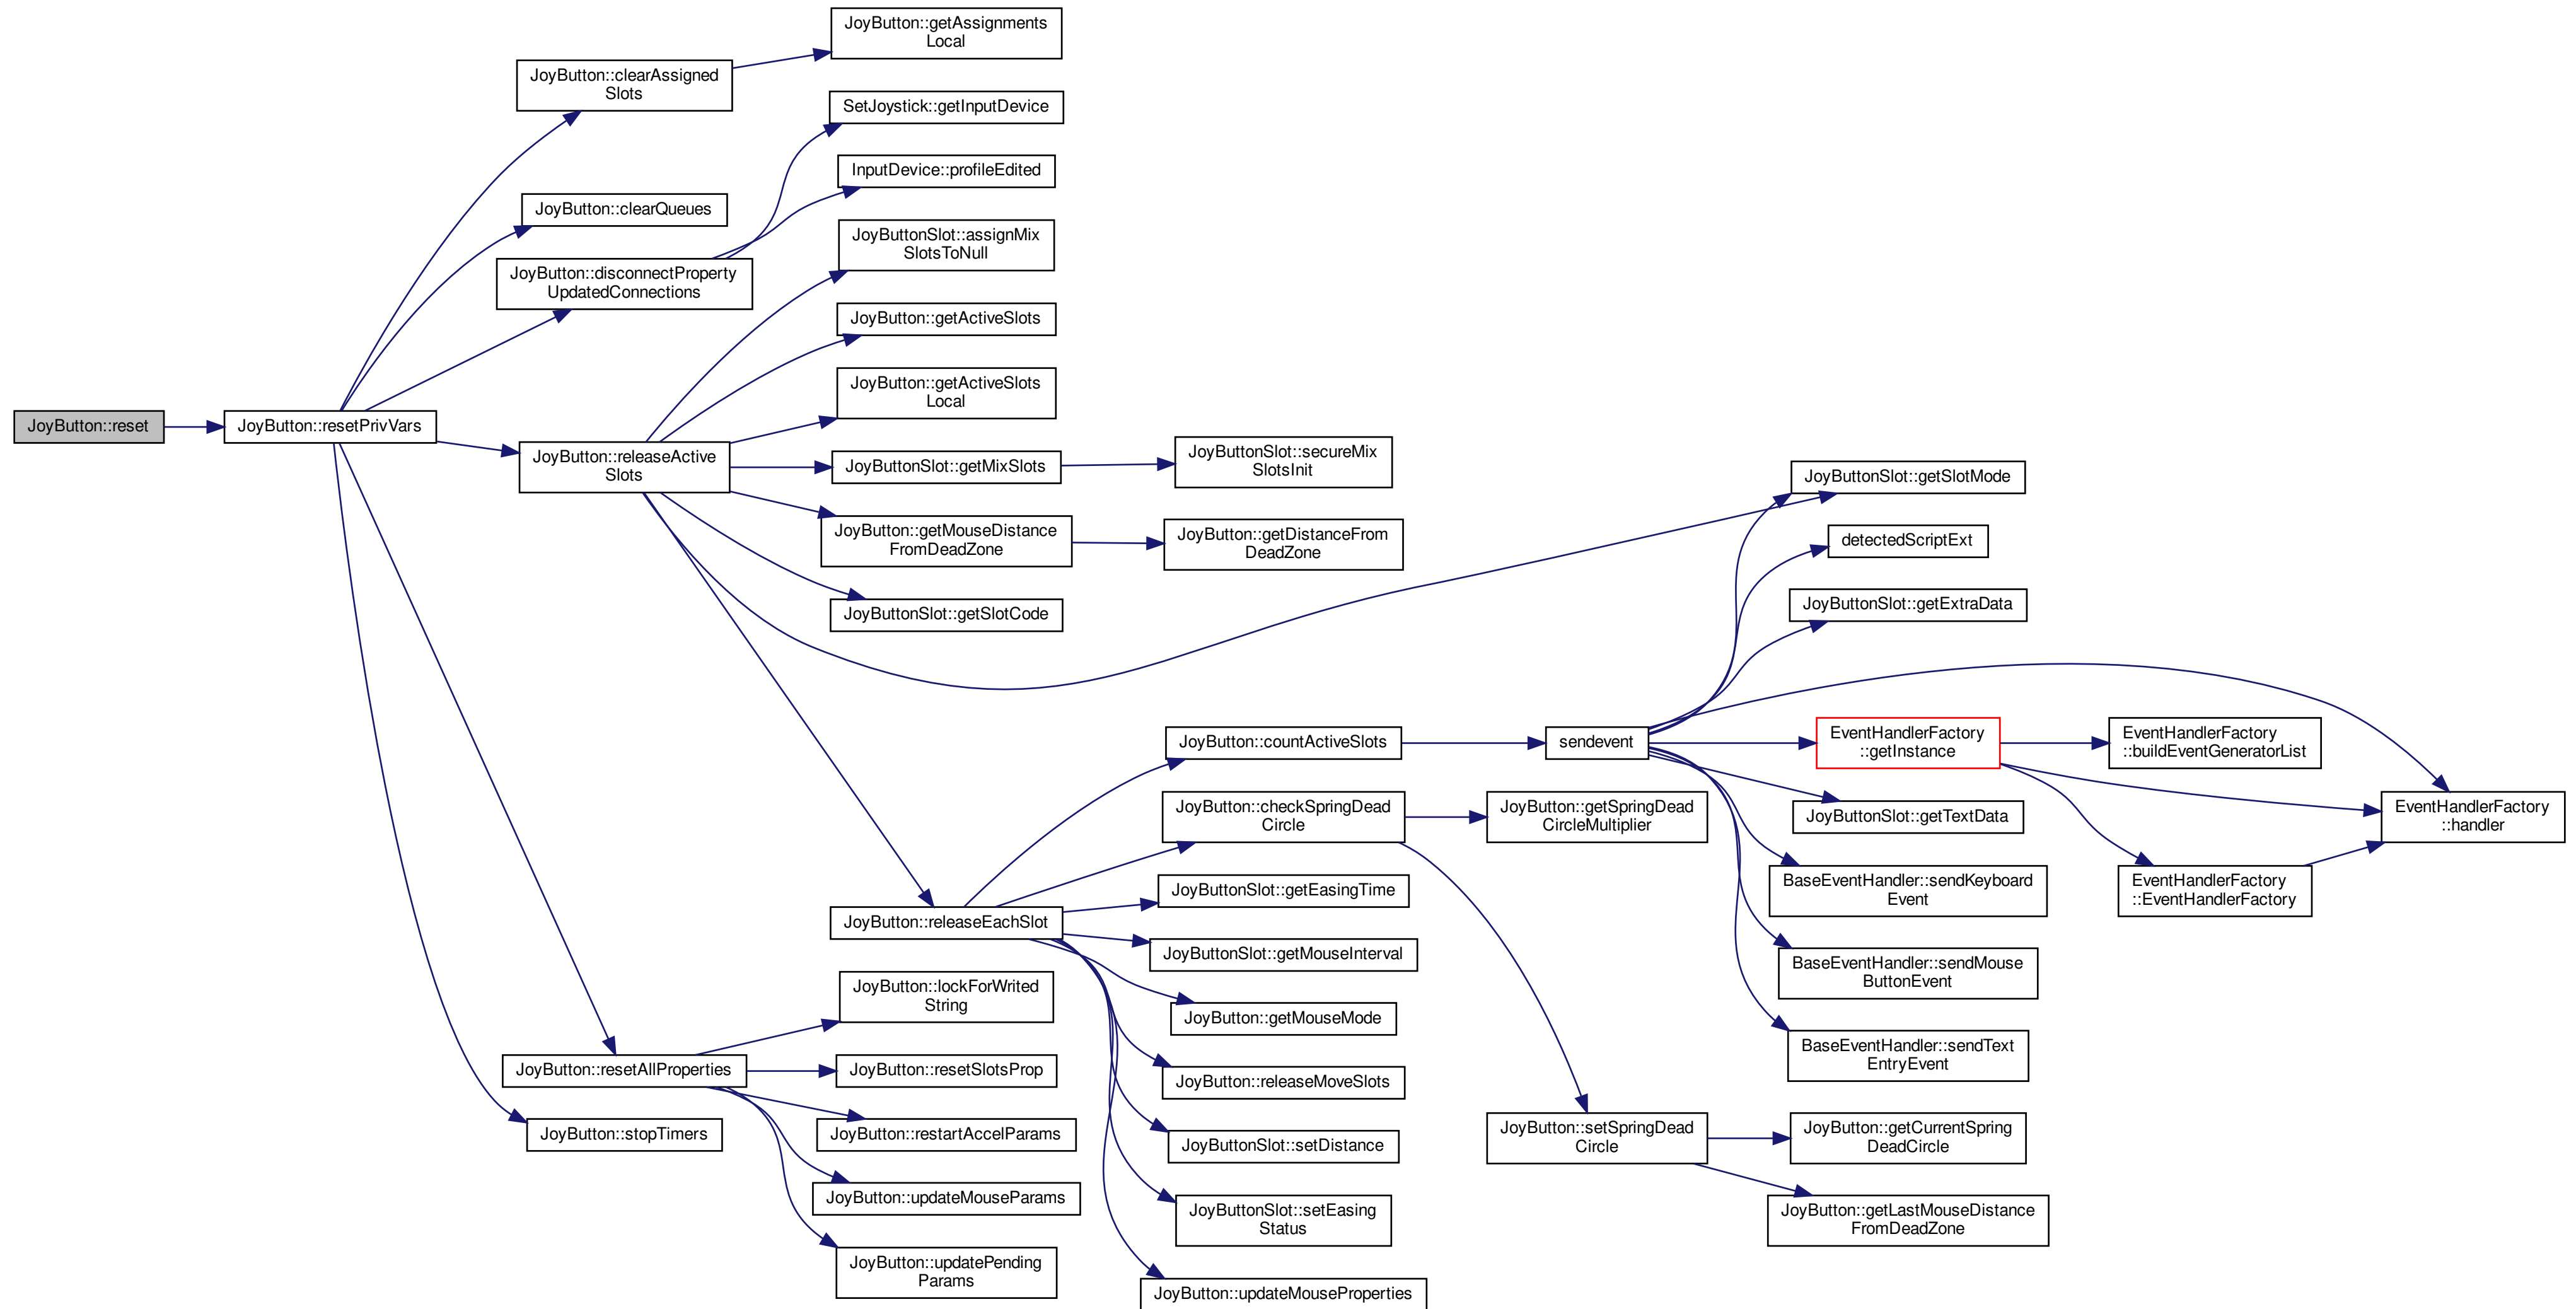 JoyButton::reset
JoyButton::resetPrivVars
JoyButton::clearAssigned
Slots
JoyButton::clearQueues
JoyButton::disconnectProperty
UpdatedConnections
JoyButton::releaseActive
Slots
JoyButton::resetAllProperties
JoyButton::stopTimers
JoyButton::getAssignments
Local
SetJoystick::getInputDevice
InputDevice::profileEdited
JoyButtonSlot::assignMix
SlotsToNull
JoyButton::getActiveSlots
JoyButton::getActiveSlots
Local
JoyButtonSlot::getMixSlots
JoyButton::getMouseDistance
FromDeadZone
JoyButtonSlot::getSlotCode
JoyButton::releaseEachSlot
JoyButton::lockForWrited
String
JoyButton::resetSlotsProp
JoyButton::restartAccelParams
JoyButton::updateMouseParams
JoyButton::updatePending
Params
JoyButtonSlot::secureMix
SlotsInit
JoyButton::getDistanceFrom
DeadZone
JoyButton::countActiveSlots
JoyButton::checkSpringDead
Circle
JoyButtonSlot::getEasingTime
JoyButtonSlot::getMouseInterval
JoyButton::getMouseMode
JoyButton::releaseMoveSlots
JoyButtonSlot::setDistance
JoyButtonSlot::setEasing
Status
JoyButton::updateMouseProperties
sendevent
JoyButton::getSpringDead
CircleMultiplier
JoyButton::setSpringDead
Circle
JoyButtonSlot::getSlotMode
detectedScriptExt
JoyButtonSlot::getExtraData
EventHandlerFactory
::getInstance
JoyButtonSlot::getTextData
BaseEventHandler::sendKeyboard
Event
BaseEventHandler::sendMouse
ButtonEvent
BaseEventHandler::sendText
EntryEvent
JoyButton::getCurrentSpring
DeadCircle
JoyButton::getLastMouseDistance
FromDeadZone
EventHandlerFactory
::buildEventGeneratorList
EventHandlerFactory
::EventHandlerFactory
EventHandlerFactory
::handler